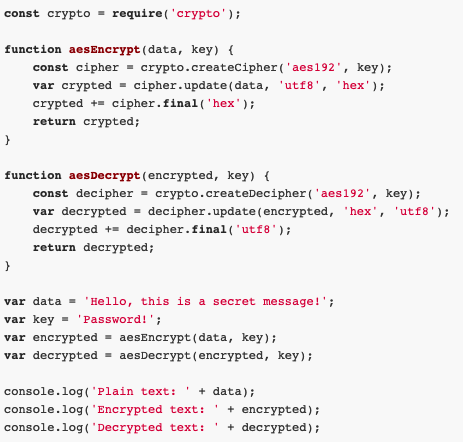 const crypto = require('crypto');

function aesEncrypt(data, key) {
    const cipher = crypto.createCipher('aes192', key);
    var crypted = cipher.update(data, 'utf8', 'hex');
    crypted += cipher.final('hex');
    return crypted;
}

function aesDecrypt(encrypted, key) {
    const decipher = crypto.createDecipher('aes192', key);
    var decrypted = decipher.update(encrypted, 'hex', 'utf8');
    decrypted += decipher.final('utf8');
    return decrypted;
}

var data = 'Hello, this is a secret message!';
var key = 'Password!';
var encrypted = aesEncrypt(data, key);
var decrypted = aesDecrypt(encrypted, key);

console.log('Plain text: ' + data);
console.log('Encrypted text: ' + encrypted);
console.log('Decrypted text: ' + decrypted);